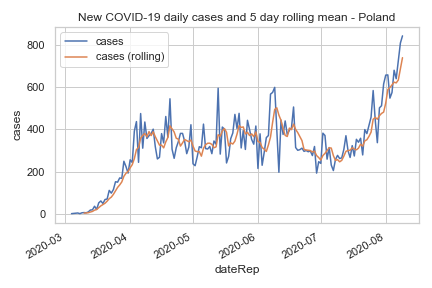 New COVID-19 daily cases and 5 day rolling mean - Poland
cases
cases (rolling)
800
600
400
200
0
cases
2020-03
2020-04
2020-05
2020-06
2020-07
2020-08
dateRep